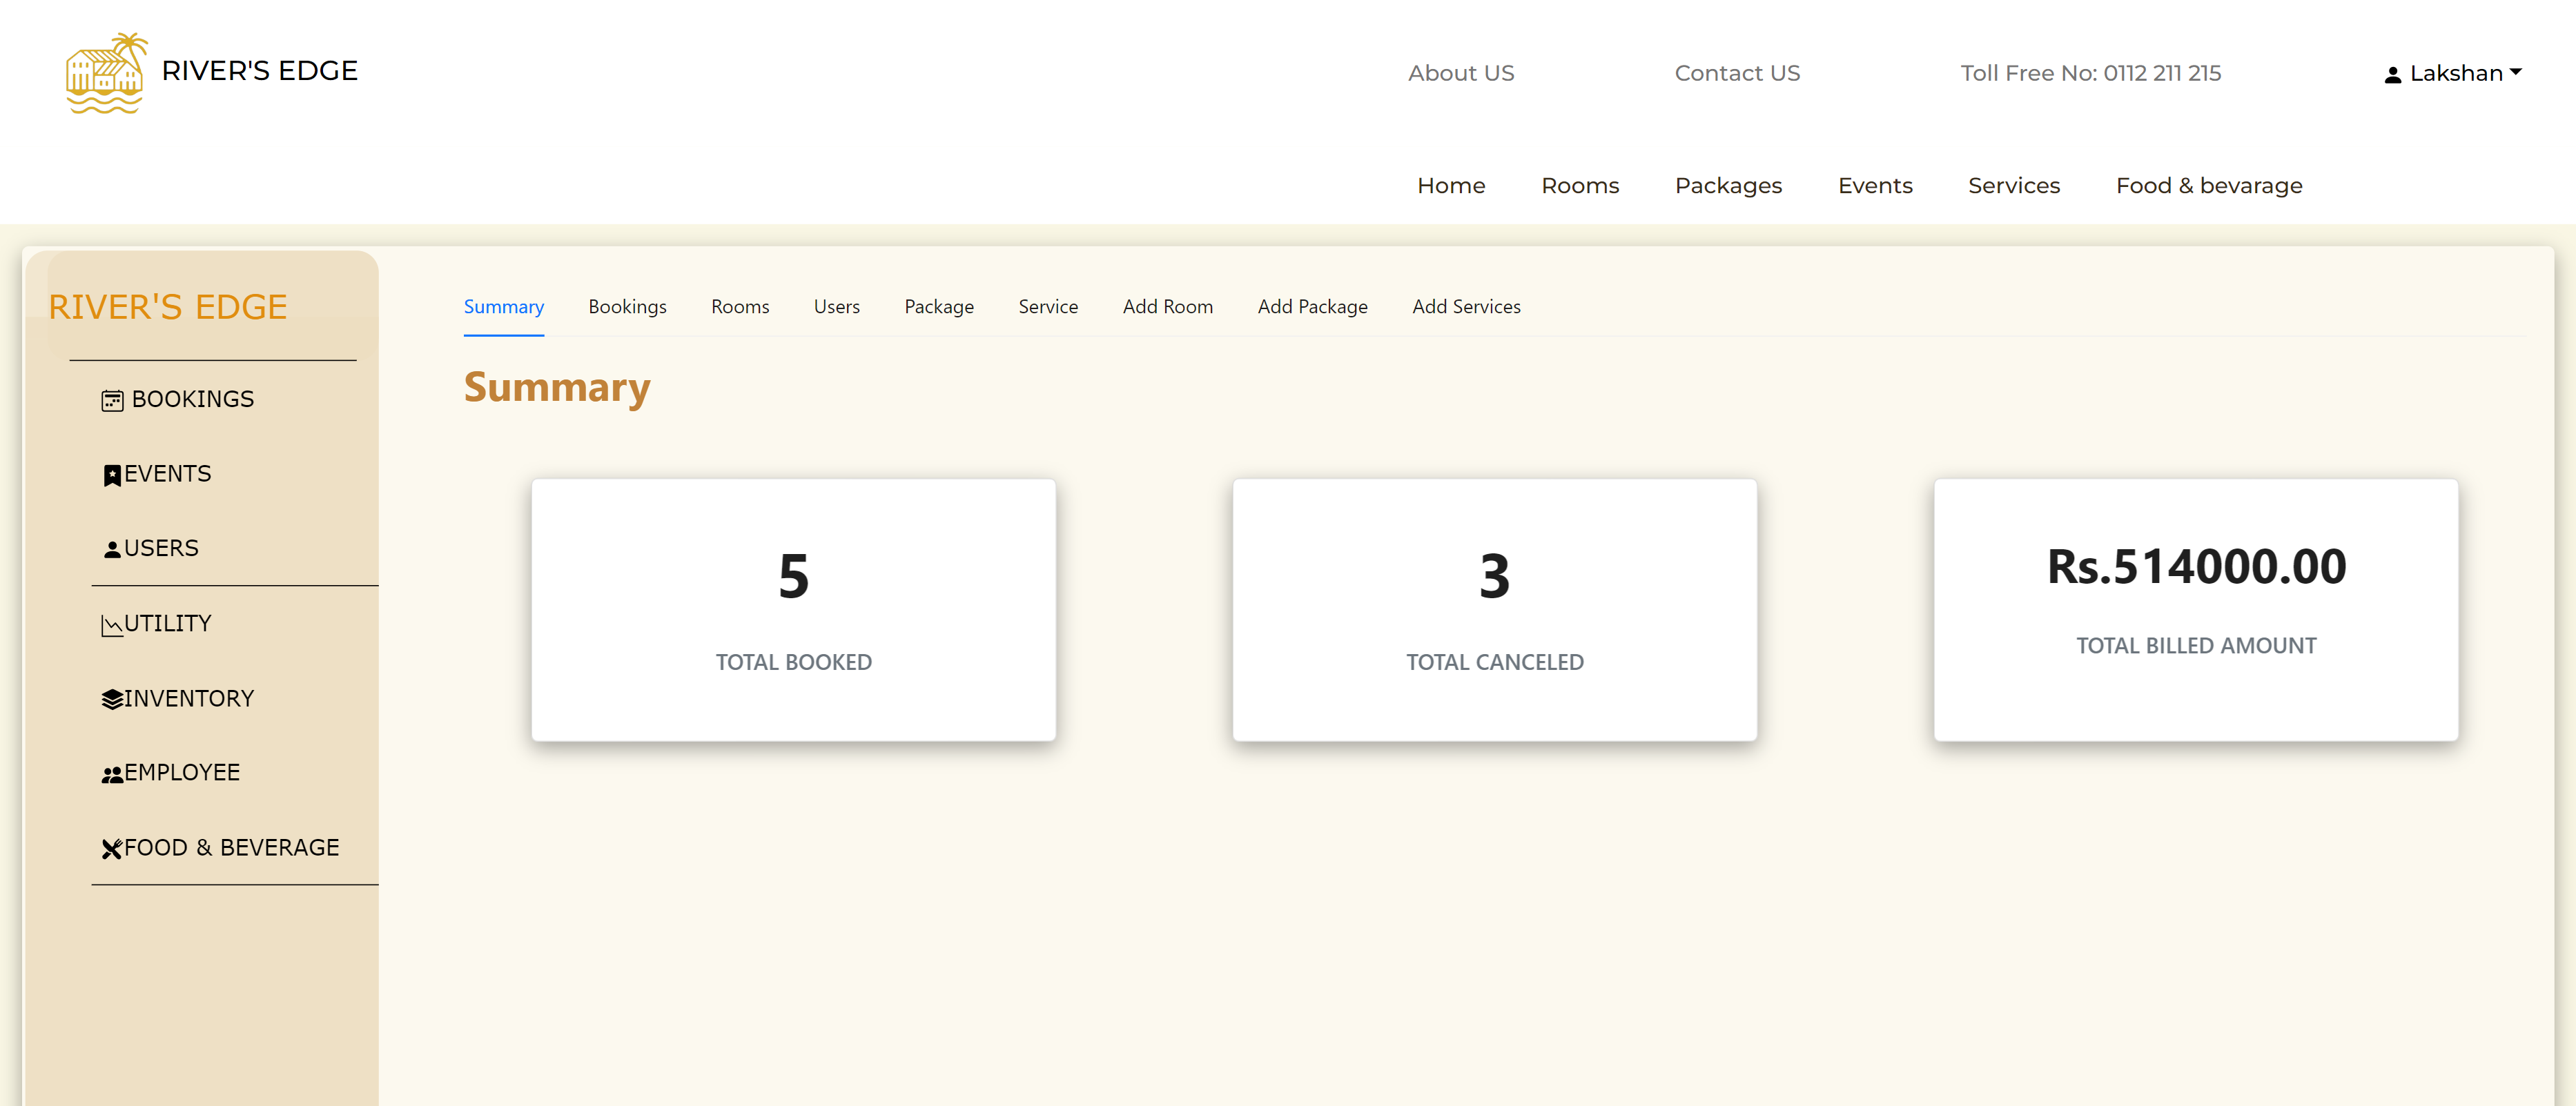 RIVER'S EDGE
About US Contact US Toll Free No: 0112 211 215 Lakshan
Home Rooms Packages Events Services Food & bevarage
RIVER'S EDGE
BOOKINGS
EVENTS
USERS
UTILITY
INVENTORY
EMPLOYEE
FOOD & BEVERAGE
Summary Bookings Rooms Users Package Service Add Room Add Package Add Services
Summary
5
TOTAL BOOKED
3
TOTAL CANCELED
Rs.514000.00
TOTAL BILLED AMOUNT